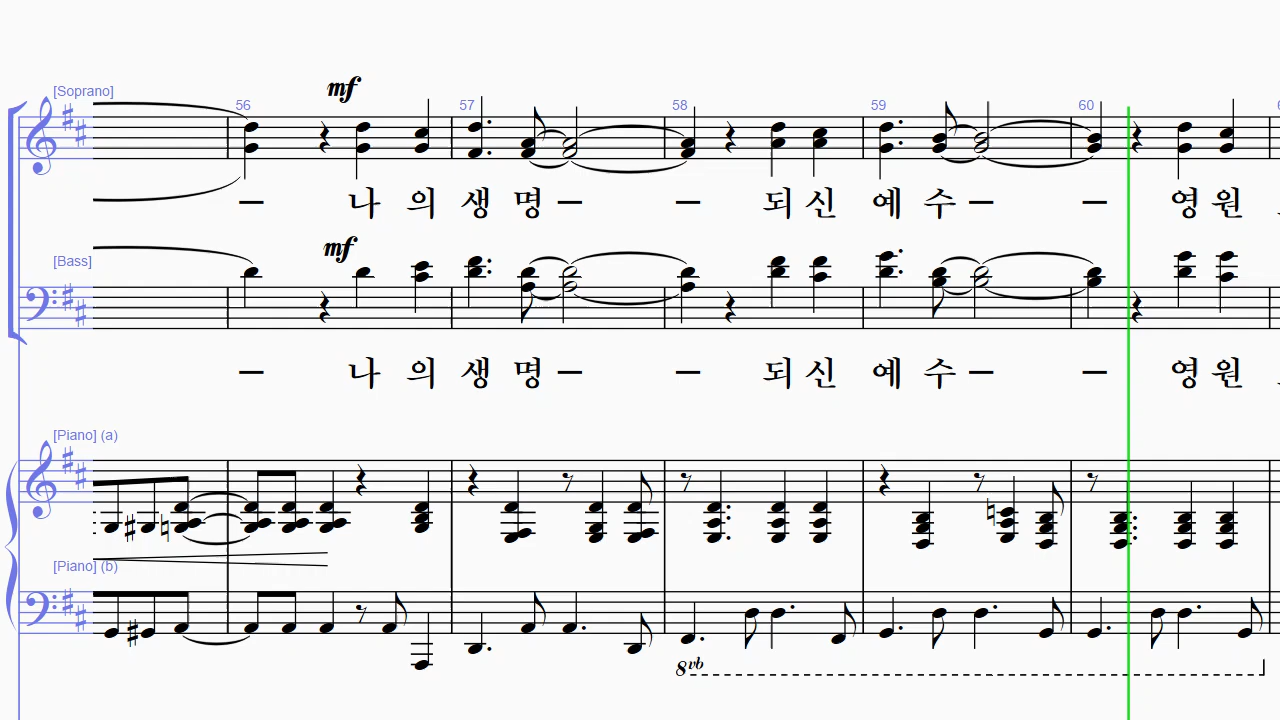 mf
[Soprano]
56 57 58 59 60
– 나 의 생 명 – – 되 신 예 수 – – 영 원
mf
[Bass]
– 나 의 생 명 – – 되 신 예 수 – – 영 원
[Piano] (a)
[Piano] (b)
8vb